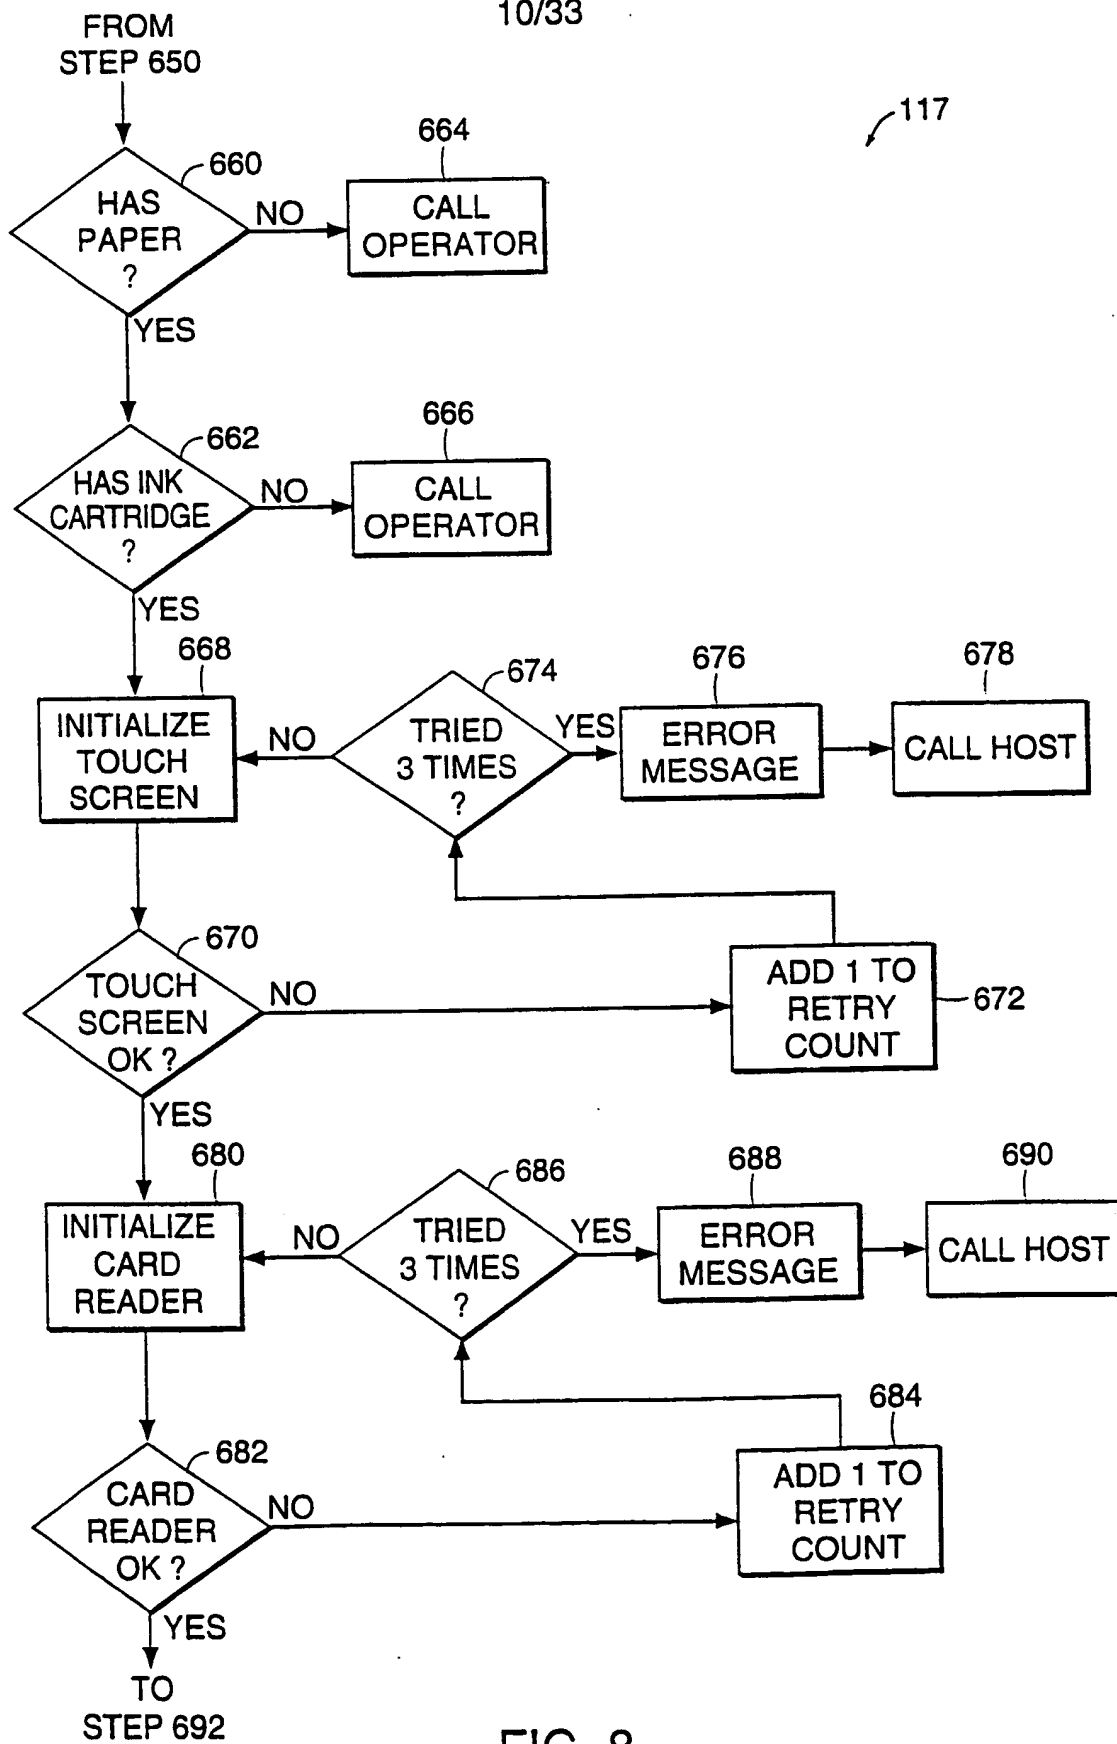 10/33
FROM
STEP 650
117
660
HAS
PAPER
?
NO
664
CALL
OPERATOR
YES
662
HAS INK
CARTRIDGE
?
NO
666
CALL
OPERATOR
YES
668
INITIALIZE
TOUCH
SCREEN
NO
674
TRIED
3 TIMES
?
YES
676
ERROR
MESSAGE
678
CALL HOST
670
TOUCH
SCREEN
OK ?
NO
ADD 1 TO
RETRY
COUNT
672
YES
680
INITIALIZE
CARD
READER
NO
686
TRIED
3 TIMES
?
YES
688
ERROR
MESSAGE
690
CALL HOST
682
CARD
READER
OK ?
NO
684
ADD 1 TO
RETRY
COUNT
YES
TO
STEP 692
FIG. 8